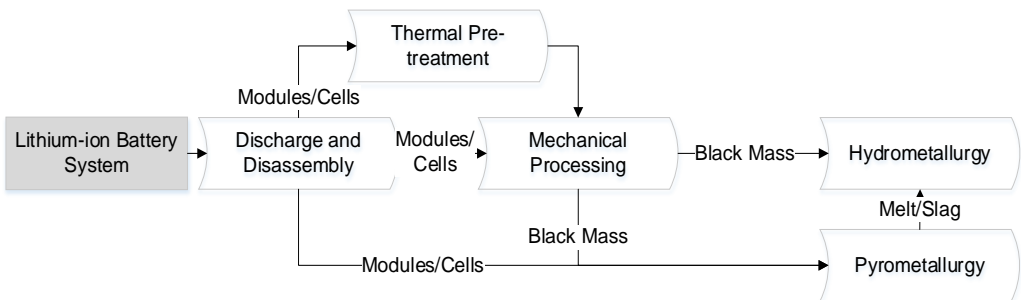 Thermal Pre-
treatment
Modules/Cells
Lithium-ion Battery
System
Discharge and
Disassembly
Modules/
Cells
Mechanical
Processing
Black Mass
Hydrometallurgy
Melt/Slag
Black Mass
Modules/Cells
Pyrometallurgy